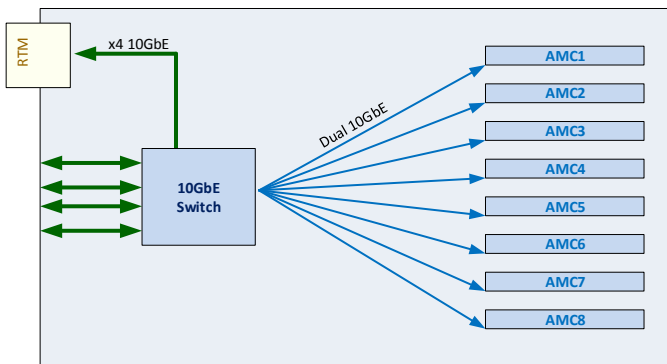 RTM
x4 10GbE
Dual 10GbE
10GbE
Switch
AMC1
AMC2
AMC3
AMC4
AMC5
AMC6
AMC7
AMC8